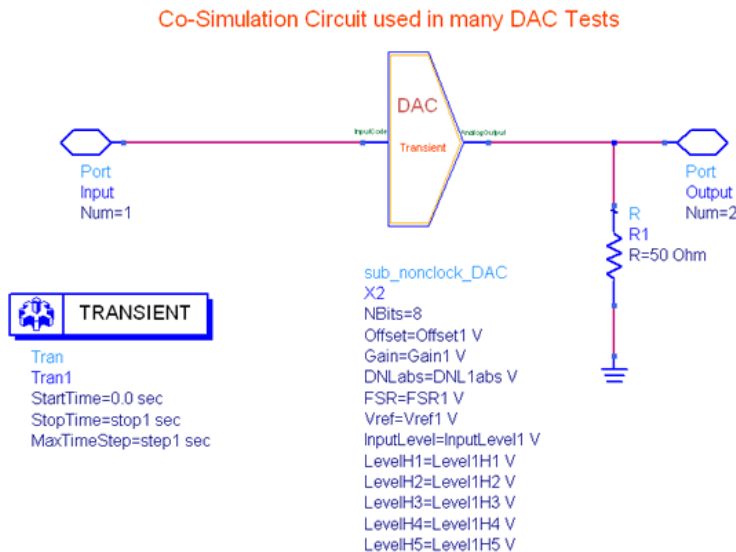 Co-Simulation Circuit used in many DAC Tests
DAC
InputCode
AnalogOutput
Transient
Port
Input
Num=1
Port
Output
Num=2
R
R1
R=50 Ohm
TRANSIENT
Tran
Tran1
StartTime=0.0 sec
StopTime=stop1 sec
MaxTimeStep=step1 sec
sub_nonclock_DAC
X2
NBits=8
Offset=Offset1 V
Gain=Gain1 V
DNLabs=DNL1abs V
FSR=FSR1 V
Vref=Vref1 V
InputLevel=InputLevel1 V
LevelH1=Level1H1 V
LevelH2=Level1H2 V
LevelH3=Level1H3 V
LevelH4=Level1H4 V
LevelH5=Level1H5 V